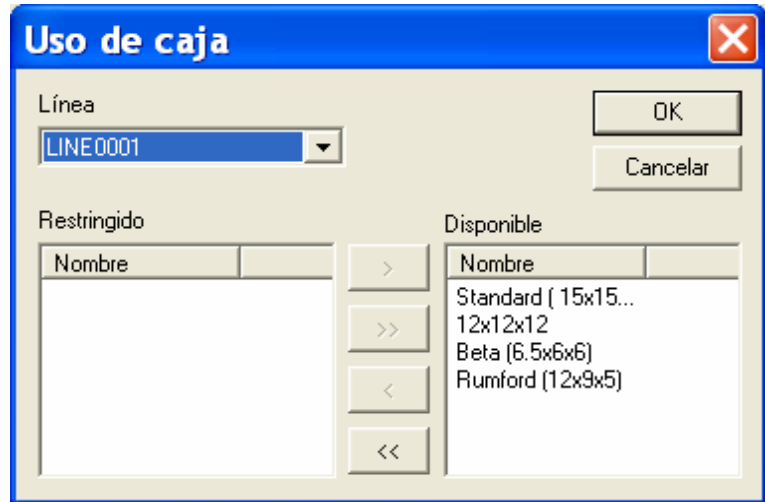 Uso de caja
Línea
OK
LINE0001
Cancelar
Restringido
Disponible
Nombre
Nombre
>
Standard ( 15x15...
12x12x12
>>
Beta (6.5x6x6)
Rumford (12x9x5)
<
<<